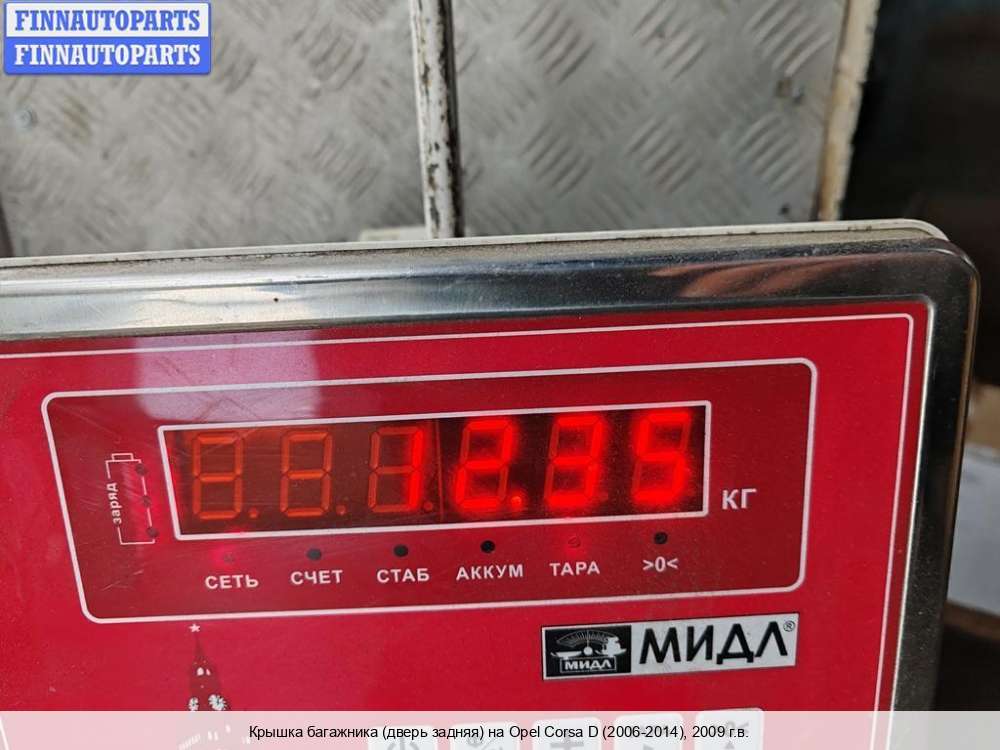 FINNAUTOPARTS
FINNAUTOPARTS
заряд
12.35
КГ
СЕТЬ СЧЕТ СТАБ АККУМ ТАРА >0<
МИДЛ МИДЛ®
Крышка багажника (дверь задняя) на Opel Corsa D (2006-2014), 2009 г.в.